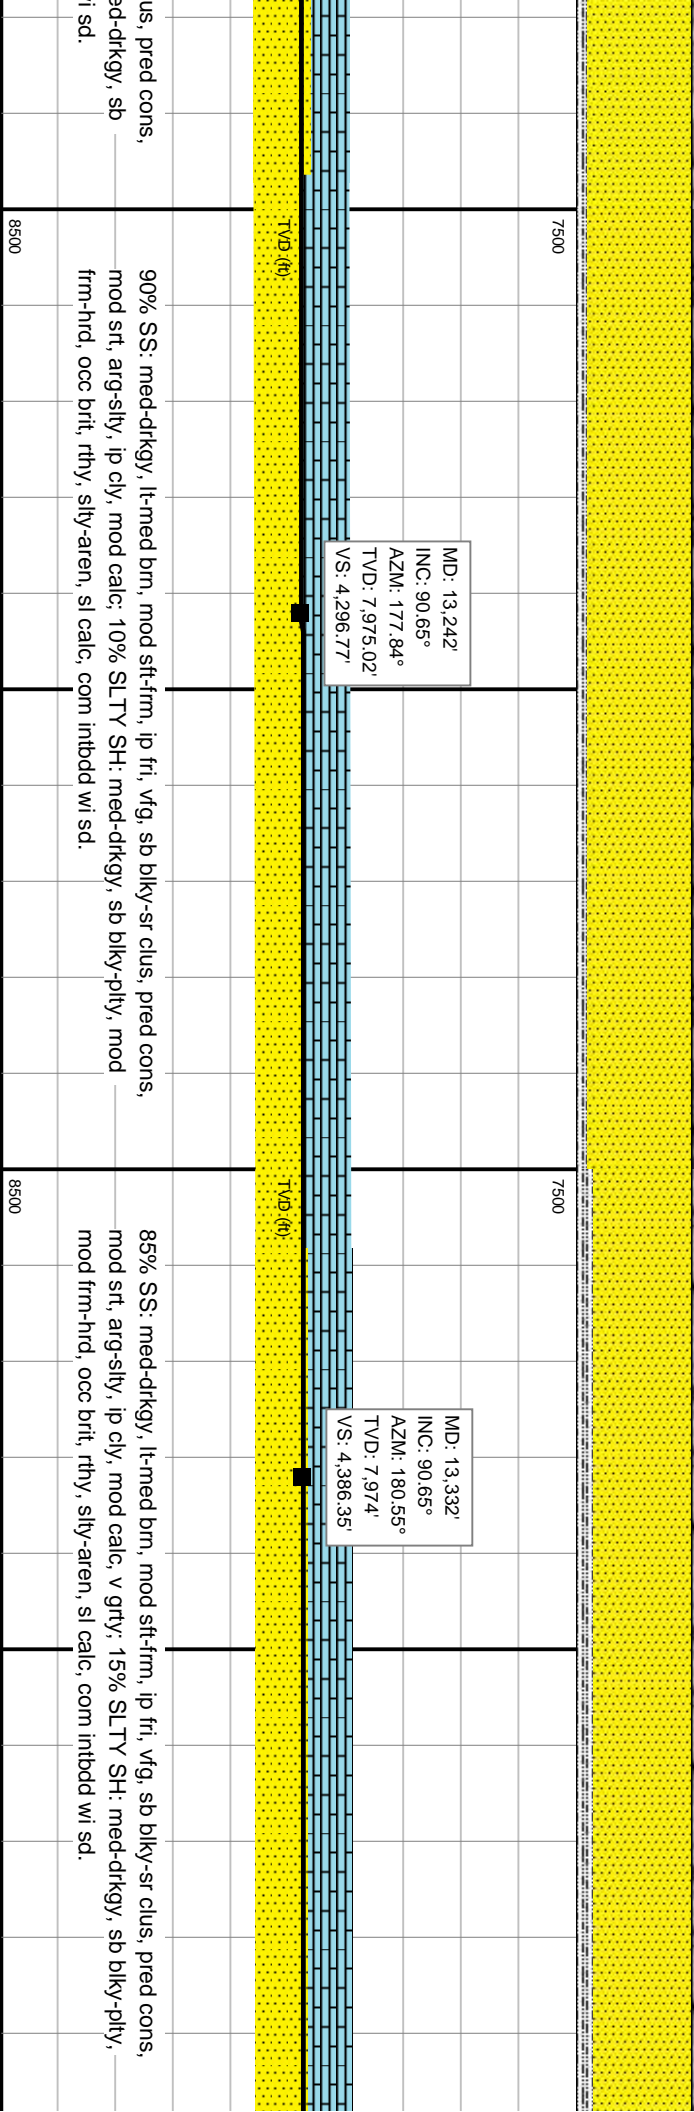 us, pred cons,
ed-drkgy, sb
i sd.
7500
TVD (ft)
8500
90% SS: med-drkgy, lt-med brn, mod sft-frm, ip fri, vfg, sb blky-sr clus, pred cons,
mod srt, arg-slty, ip cly, mod calc; 10% SLTY SH: med-drkgy, sb blky-plty, mod
frm-hrd, occ brit, rthy, slty-aren, sl calc, com intbdd wi sd.
MD: 13,242'
INC: 90.65°
AZM: 177.84°
TVD: 7,975.02'
VS: 4,296.77'
7500
TVD (ft)
8500
85% SS: med-drkgy, lt-med brn, mod sft-frm, ip fri, vfg, sb blky-sr clus, pred cons,
mod srt, arg-slty, ip cly, mod calc, v grty; 15% SLTY SH: med-drkgy, sb blky-plty,
mod frm-hrd, occ brit, rthy, slty-aren, sl calc, com intbdd wi sd.
MD: 13,332'
INC: 90.65°
AZM: 180.55°
TVD: 7,974'
VS: 4,386.35'